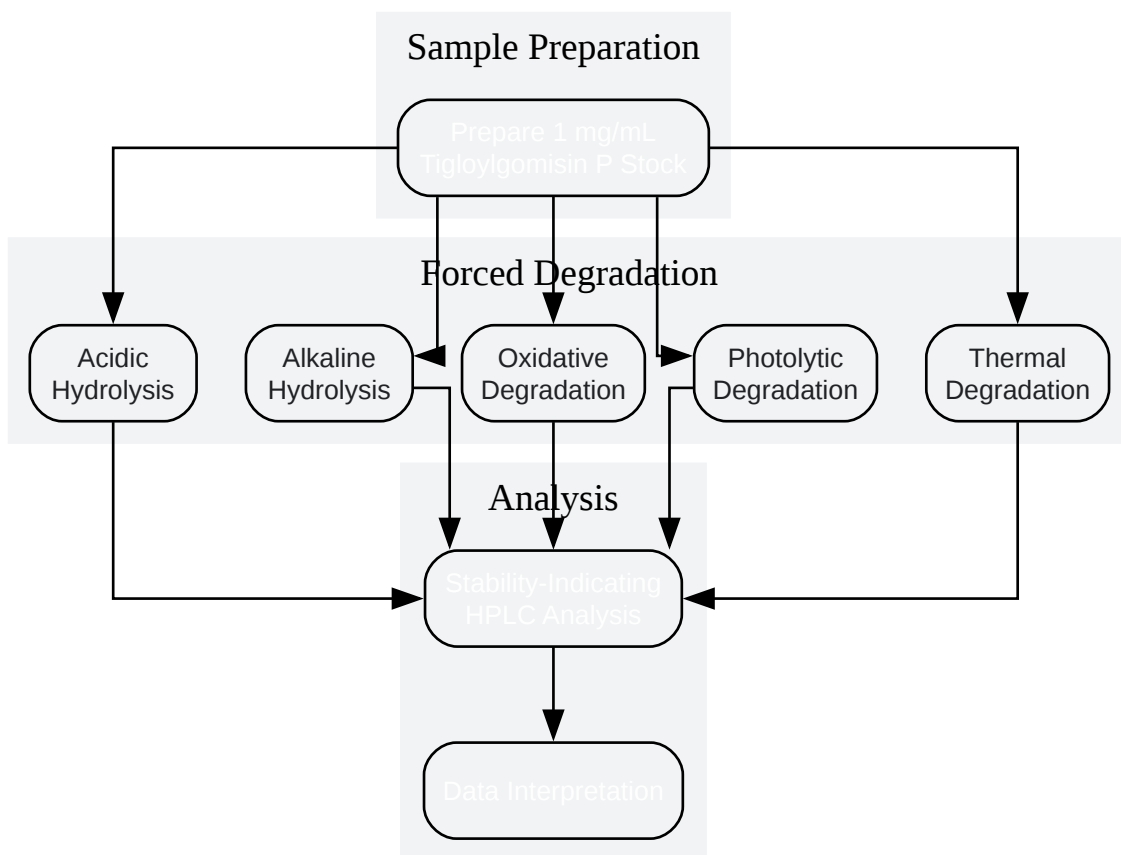 Sample Preparation
Prepare 1 mg/mL
Tigloylgomisin P Stock
Forced Degradation
Acidic
Hydrolysis
Alkaline
Hydrolysis
Oxidative
Degradation
Photolytic
Degradation
Thermal
Degradation
Analysis
Stability-Indicating
HPLC Analysis
Data Interpretation